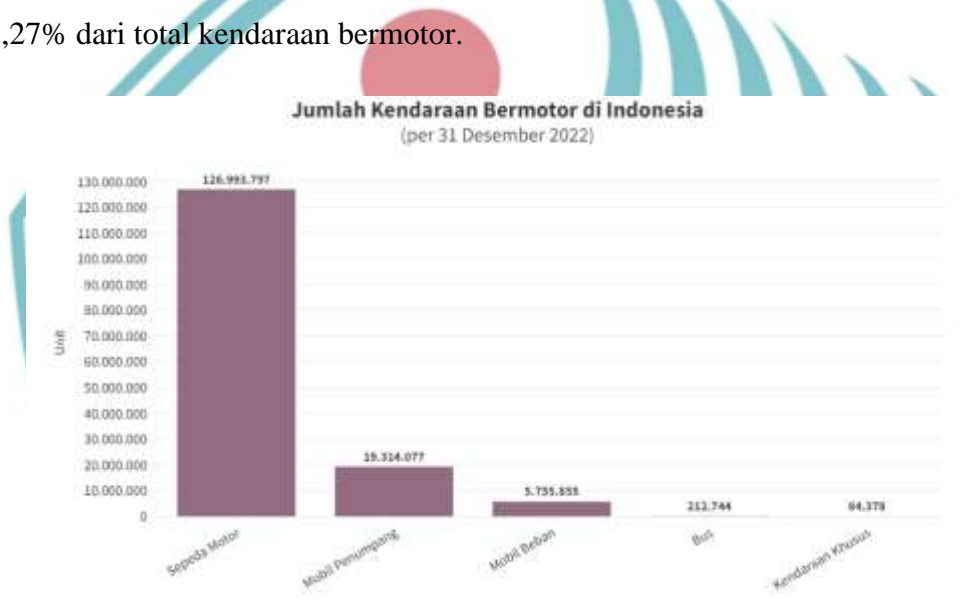 ,27% dari total kendaraan bermotor.
Jumlah Kendaraan Bermotor di Indonesia
(per 31 Desember 2022)
Unit
130.000.000
120.000.000
110.000.000
100.000.000
90.000.000
80.000.000
70.000.000
60.000.000
50.000.000
40.000.000
30.000.000
20.000.000
10.000.000
0
126.993.797
19.314.077
212.744
Sepeda Motor
Mobil Penumpang
Mobil Beban
Bus
Kendaraan Khusus